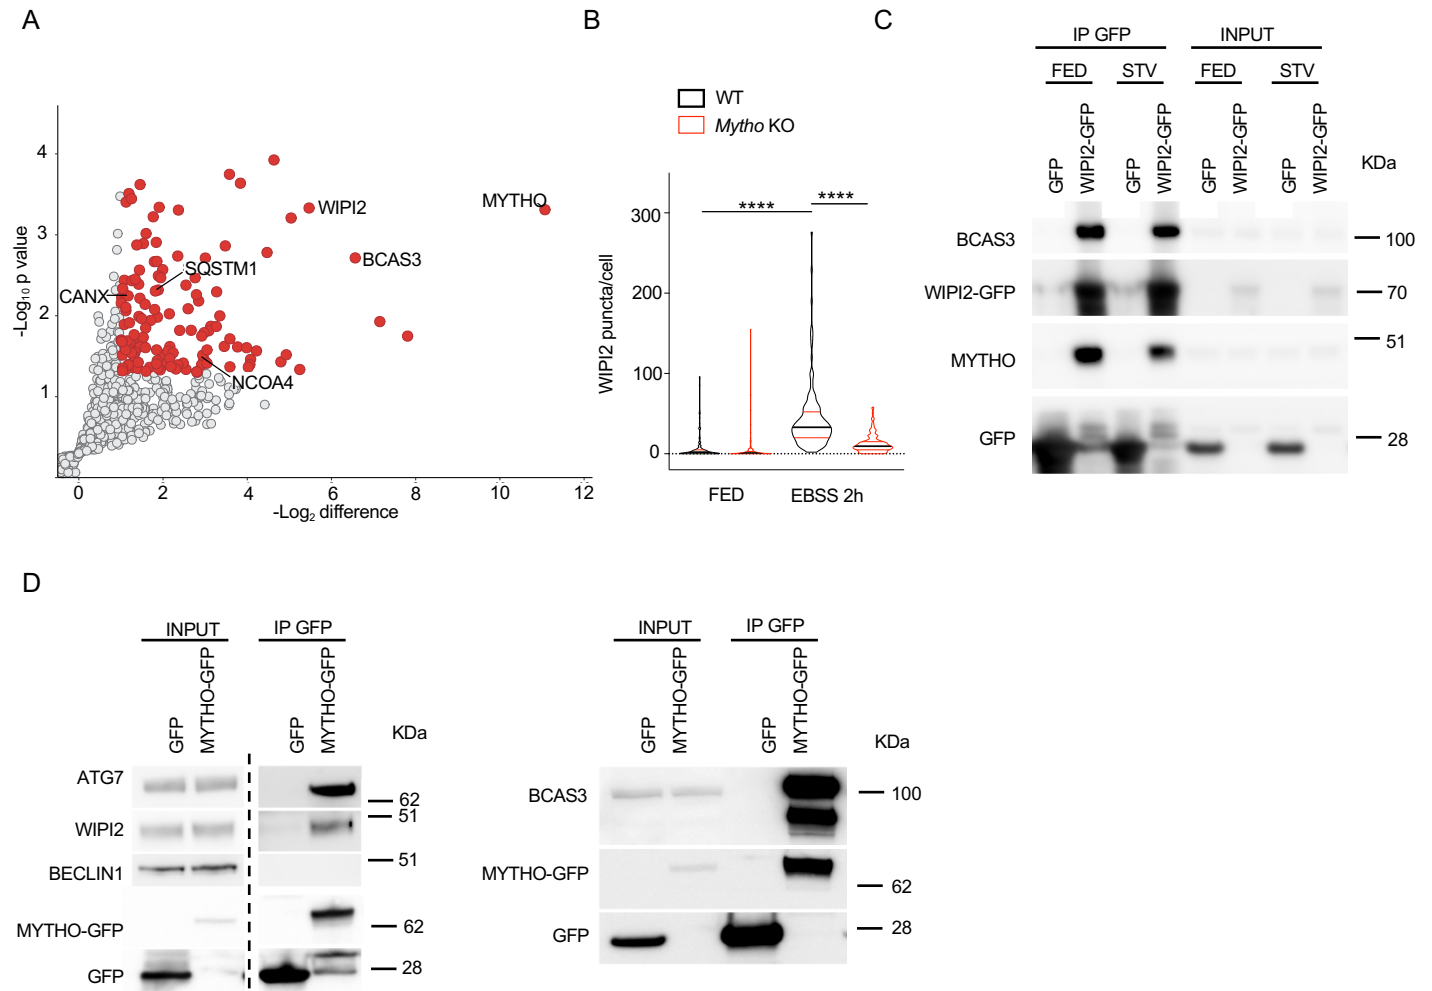 A
B
C
D
-Log10 p value
4
3
2
1
MYTHO
WIPI2
BCAS3
SQSTM1
CANX
NCOA4
0 2 4 6 8 10 12
-Log2 difference
WT
Mytho KO
WIPI2 puncta/cell
300
200
100
0
**** ****
FED EBSS 2h
IP GFP INPUT
FED STV FED STV
GFP WIPI2-GFP GFP WIPI2-GFP GFP WIPI2-GFP GFP WIPI2-GFP
KDa
BCAS3 100
WIPI2-GFP 70
MYTHO 51
GFP 28
INPUT IP GFP
GFP MYTHO-GFP GFP MYTHO-GFP
KDa
ATG7 62
WIPI2 51
BECLIN1 51
MYTHO-GFP 62
GFP 28
INPUT IP GFP
GFP MYTHO-GFP GFP MYTHO-GFP
KDa
BCAS3 100
MYTHO-GFP 62
GFP 28